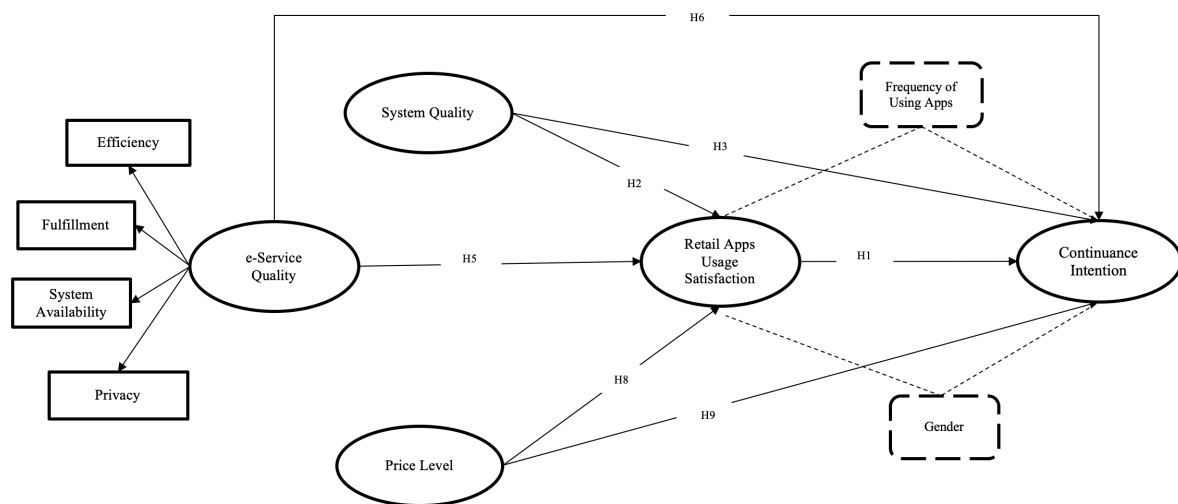 H6
System Quality
Frequency of
Using Apps
Efficiency
H3
H2
Fulfillment
e-Service
Quality
H5
Retail Apps
Usage
Satisfaction
H1
Continuance
Intention
System
Availability
Privacy
H8
H9
Gender
Price Level